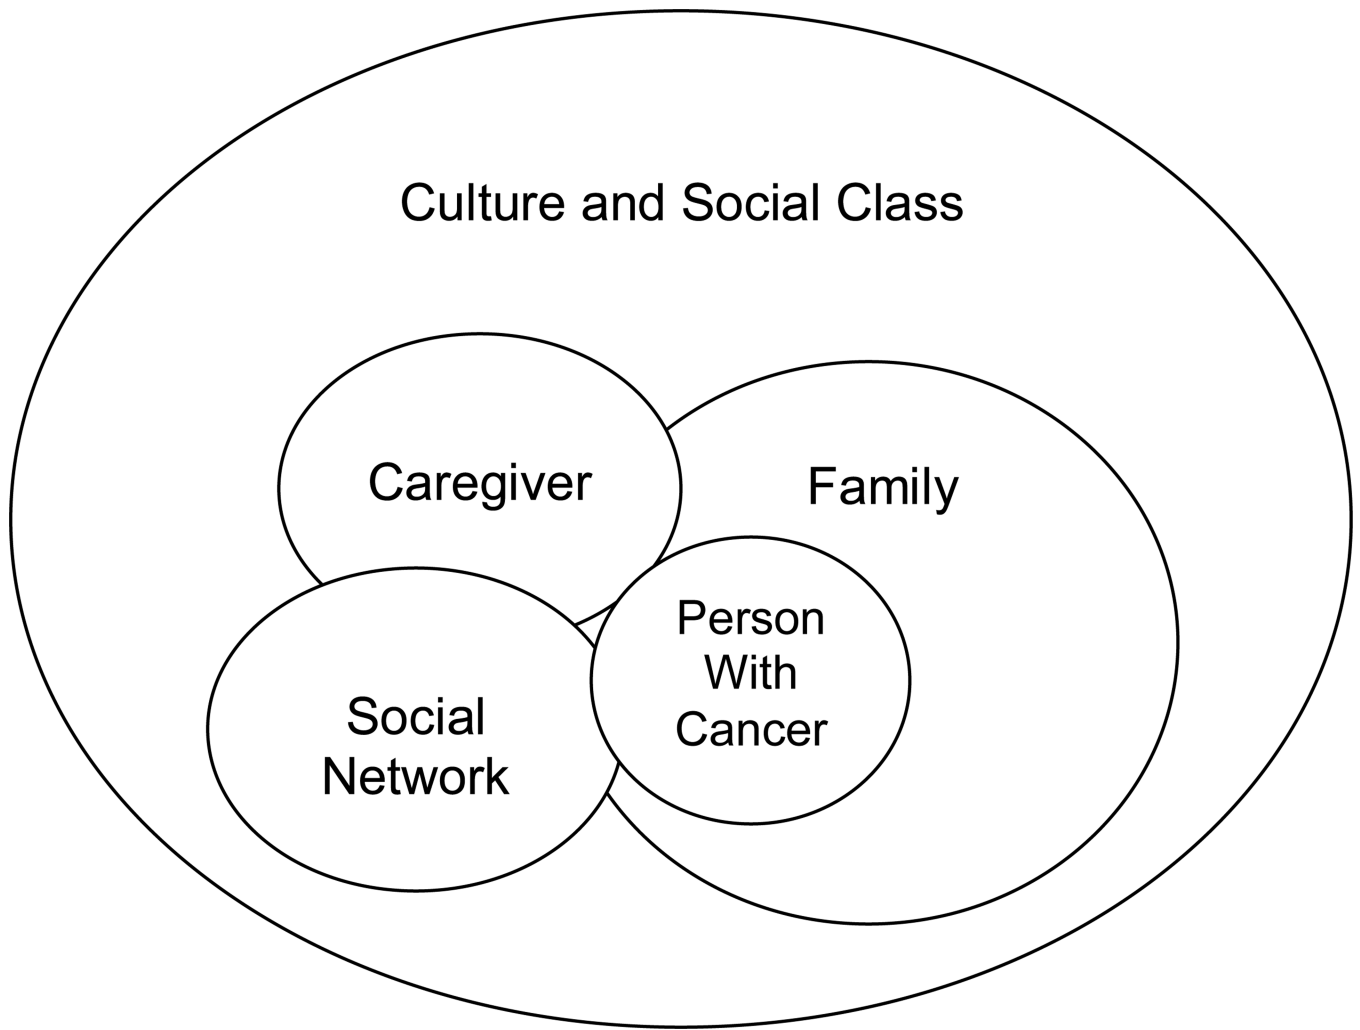 Culture and Social Class
Caregiver
Family
Person
With
Cancer
Social
Network